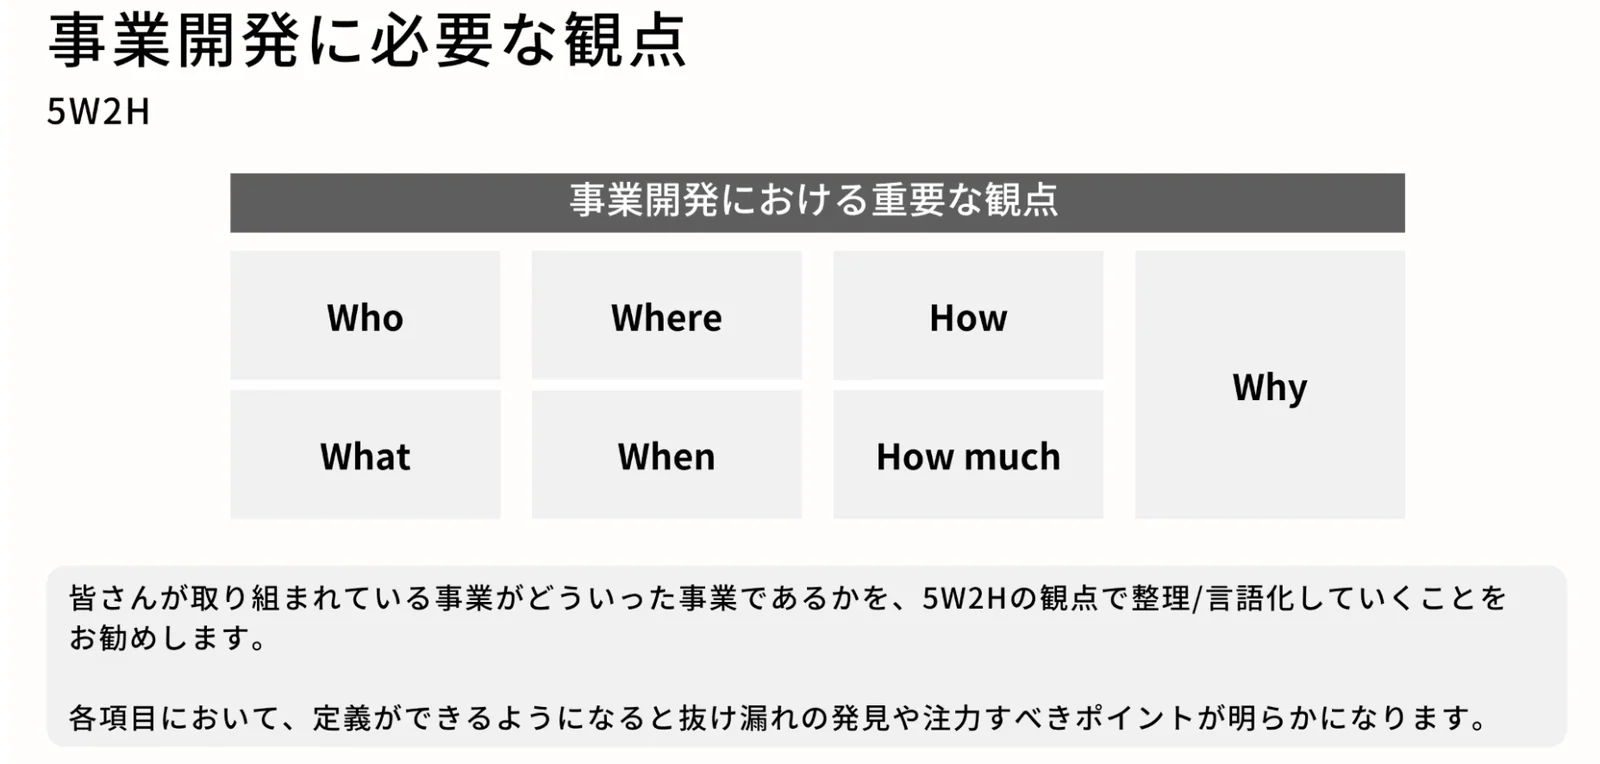 事業開発に必要な観点
5W2H
事業開発における重要な観点
Who
Where
How
Why
What
When
How much
皆さんが取り組まれている事業がどういった事業であるかを、5W2Hの観点で整理/言語化していくことを
お勧めします。
各項目において、定義ができるようになると抜け漏れの発見や注力すべきポイントが明らかになります。